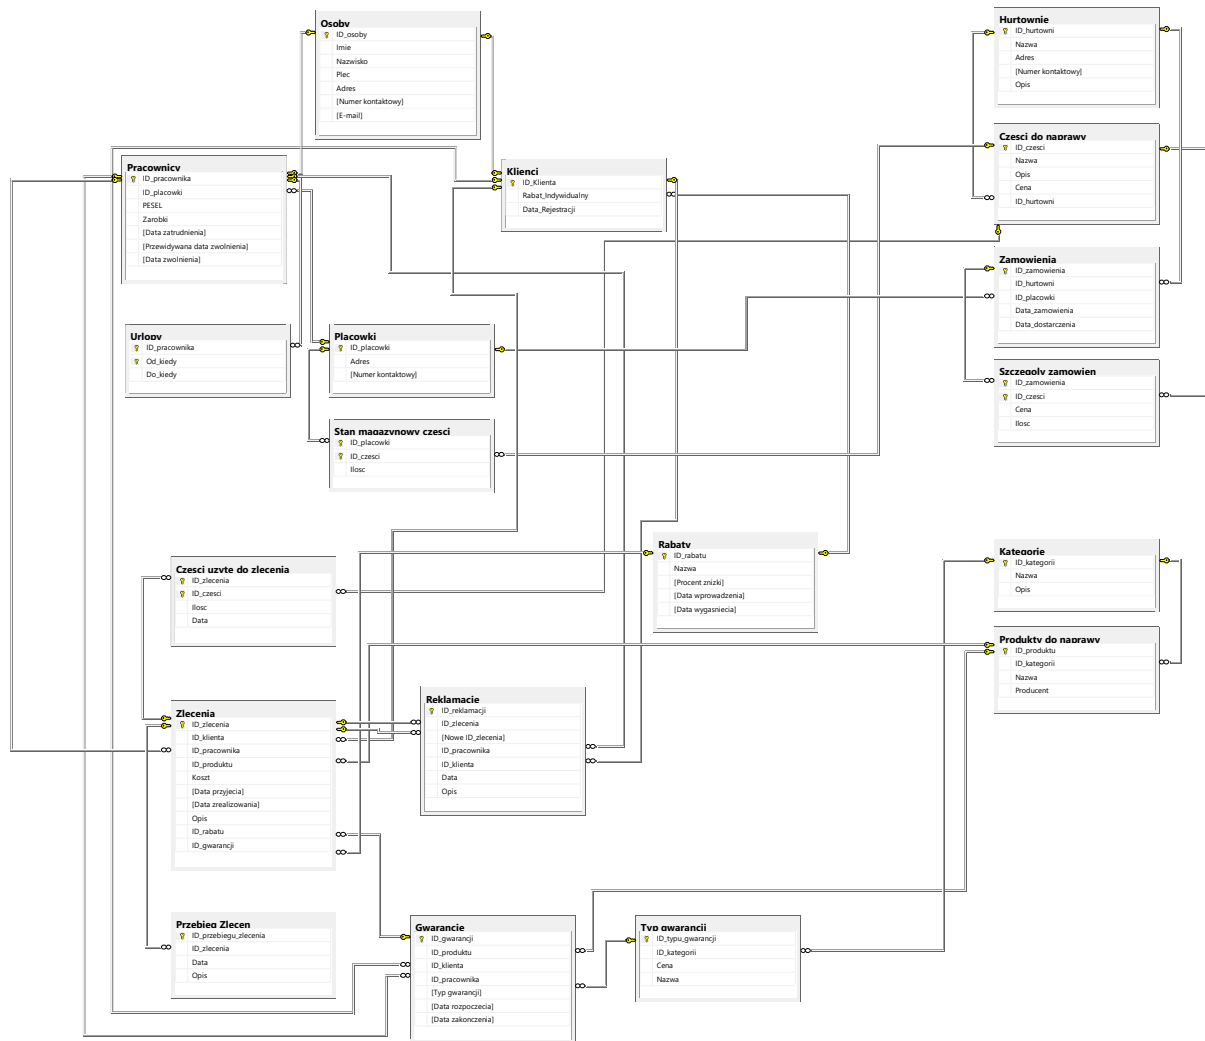 Osoby
ID_osoby
Imie
Nazwisko
Plec
Adres
[Numer kontaktowy]
[E-mail]
Hurtownie
ID_hurtowni
Nazwa
Adres
[Numer kontaktowy]
Opis
Pracownicy
ID_pracownika
ID_placowki
PESEL
Zarobki
[Data zatrudnienia]
[Przewidywana data zwolnienia]
[Data zwolnienia]
Klienci
ID_Klienta
Rabat_Indywidualny
Data_Rejestracji
Czesci do naprawy
ID_czesci
Nazwa
Opis
Cena
ID_hurtowni
Zamowienia
ID_zamowienia
ID_hurtowni
ID_placowki
Data_zamowienia
Data_dostarczenia
Urlopy
ID_pracownika
Od_kiedy
Do_kiedy
Placowki
ID_placowki
Adres
[Numer kontaktowy]
Szczegoly zamowien
ID_zamowienia
ID_czesci
Cena
Ilosc
Stan magazynowy czesci
ID_placowki
ID_czesci
Ilosc
Rabaty
ID_rabatu
Nazwa
[Procent znizki]
[Data wprowadzenia]
[Data wygasniecia]
Kategorie
ID_kategorii
Nazwa
Opis
Czesci uzyte do zlecenia
ID_zlecenia
ID_czesci
Ilosc
Data
Produkty do naprawy
ID_produktu
ID_kategorii
Nazwa
Producent
Zlecenia
ID_zlecenia
ID_klienta
ID_pracownika
ID_produktu
Koszt
[Data przyjecia]
[Data zrealizowania]
Opis
ID_rabatu
ID_gwarancji
Reklamacje
ID_reklamacji
ID_zlecenia
[Nowe ID_zlecenia]
ID_pracownika
ID_klienta
Data
Opis
Przebieg Zlecen
ID_przebiegu_zlecenia
ID_zlecenia
Data
Opis
Gwarancje
ID_gwarancji
ID_produktu
ID_klienta
ID_pracownika
[Typ gwarancji]
[Data rozpoczecia]
[Data zakonczenia]
Typ gwarancji
ID_typu_gwarancji
ID_kategorii
Cena
Nazwa